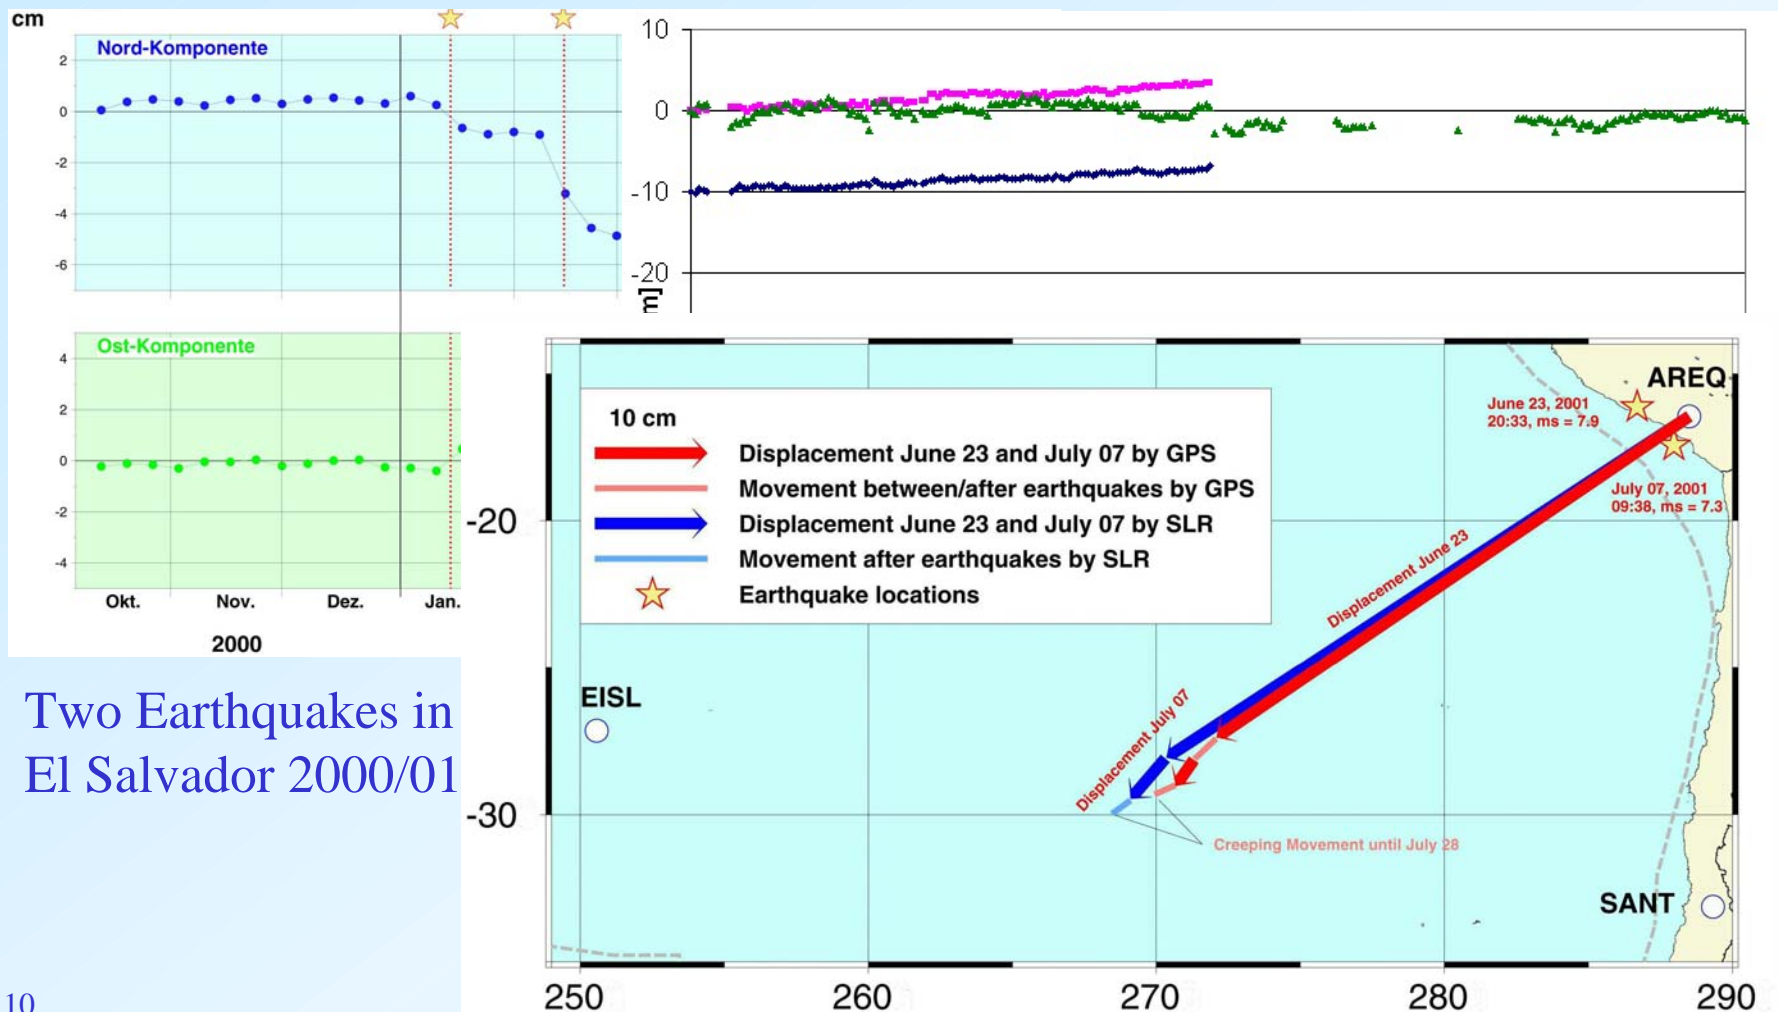 cm
Nord-Komponente
2
0
-2
-4
-6
Ost-Komponente
4
2
0
-2
-4
Okt.
Nov.
Dez.
Jan.
2000
10
0
-10
-20
m]
AREQ
June 23, 2001
20:33, ms = 7.9
July 07, 2001
09:38, ms = 7.3
10 cm
Displacement June 23 and July 07 by GPS
Movement between/after earthquakes by GPS
Displacement June 23 and July 07 by SLR
Movement after earthquakes by SLR
Earthquake locations
Displacement June 23
Displacement July 07
Creeping Movement until July 28
EISL
SANT
-20
-30
250
260
270
280
290
Two Earthquakes in
El Salvador 2000/01
10